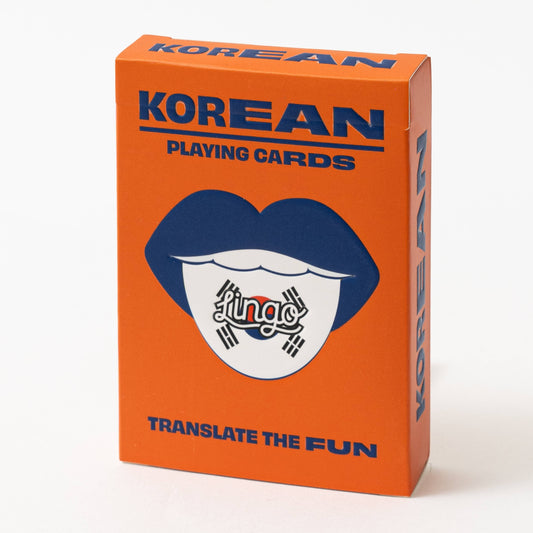 KOREAN
KOREAN
PLAYING CARDS
Lingo
TRANSLATE THE FUN
KOREAN